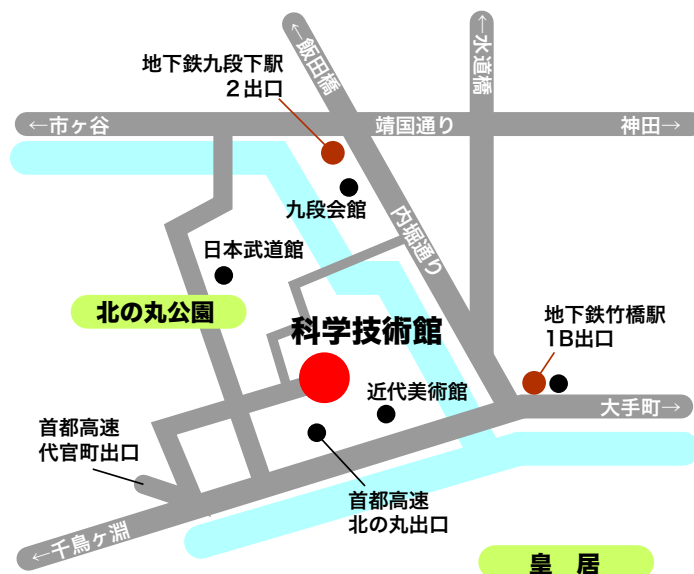 ←飯田橋
←水道橋
地下鉄九段下駅
２出口
←市ヶ谷
靖国通り
神田→
九段会館
内堀通り
日本武道館
北の丸公園
科学技術館
地下鉄竹橋駅
1B出口
近代美術館
大手町→
首都高速
代官町出口
首都高速
北の丸出口
←千鳥ヶ淵
皇　居